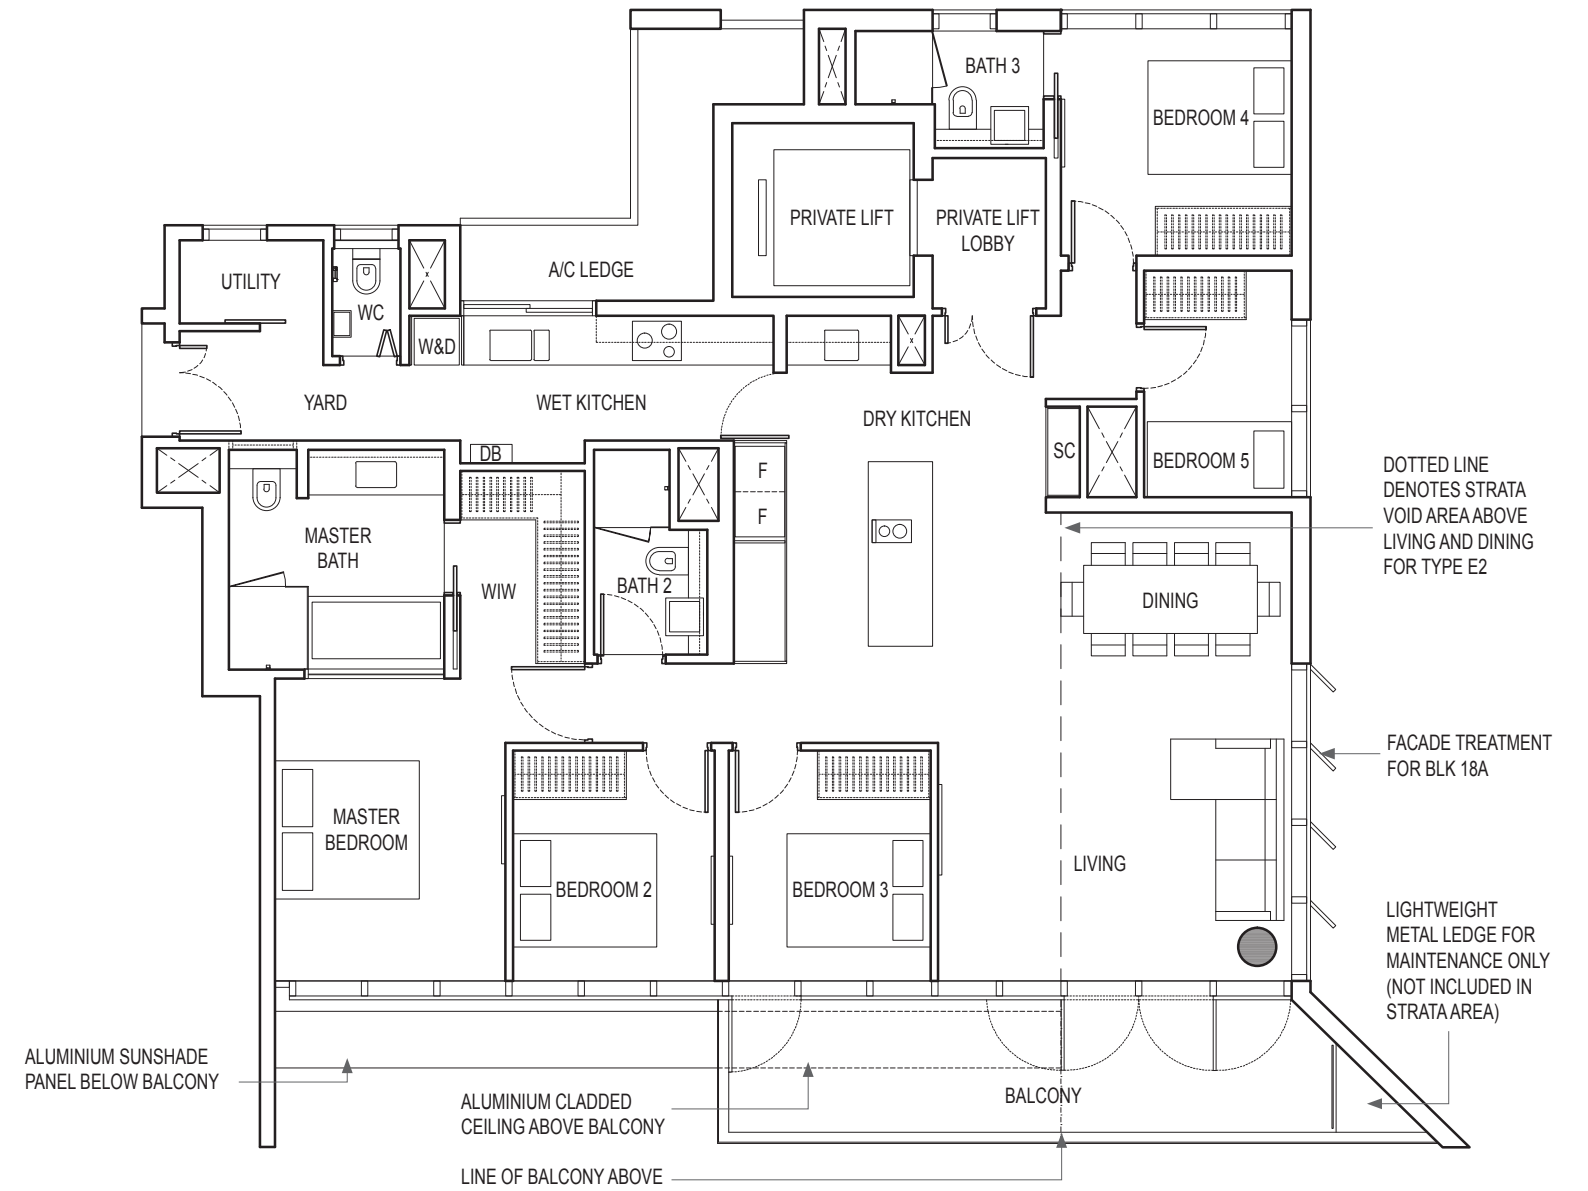 BATH 3
BEDROOM 4
PRIVATE LIFT
PRIVATE LIFT
LOBBY
A/C LEDGE
UTILITY
WC
W&D
YARD
WET KITCHEN
DRY KITCHEN
DB
SC
BEDROOM 5
F
F
MASTER
BATH
WIW
BATH 2
DINING
DOTTED LINE
DENOTES STRATA
VOID AREA ABOVE
LIVING AND DINING
FOR TYPE E2
FACADE TREATMENT
FOR BLK 18A
MASTER
BEDROOM
BEDROOM 2
BEDROOM 3
LIVING
LIGHTWEIGHT
METAL LEDGE FOR
MAINTENANCE ONLY
(NOT INCLUDED IN
STRATA AREA)
ALUMINIUM SUNSHADE
PANEL BELOW BALCONY
BALCONY
ALUMINIUM CLADDED
CEILING ABOVE BALCONY
LINE OF BALCONY ABOVE